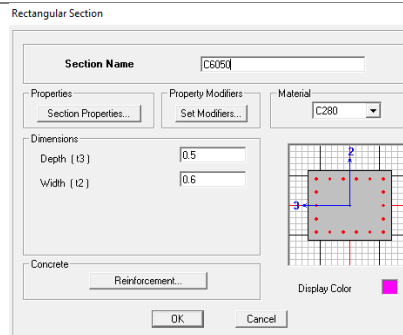 Rectangular Section
Section Name C6050
Properties Property Modifiers Material
Section Properties... Set Modifiers... C280
Dimensions
Depth ( t3 ) 0.5
Width ( t2 ) 0.6
2
3
Concrete
Reinforcement...
Display Color
OK Cancel